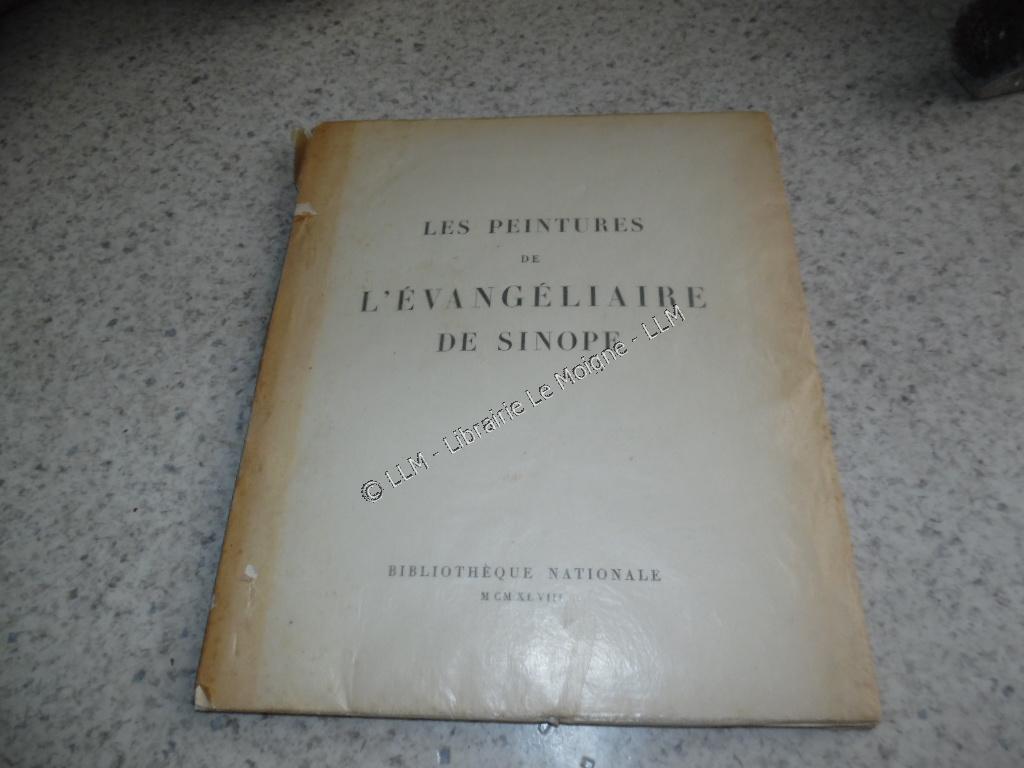 LES PEINTURES
DE
L'ÉVANGÉLIAIRE
DE SINOPE
© LLM - Librairie Le Moigne - LLM
BIBLIOTHÈQUE NATIONALE
MCMXLVIII